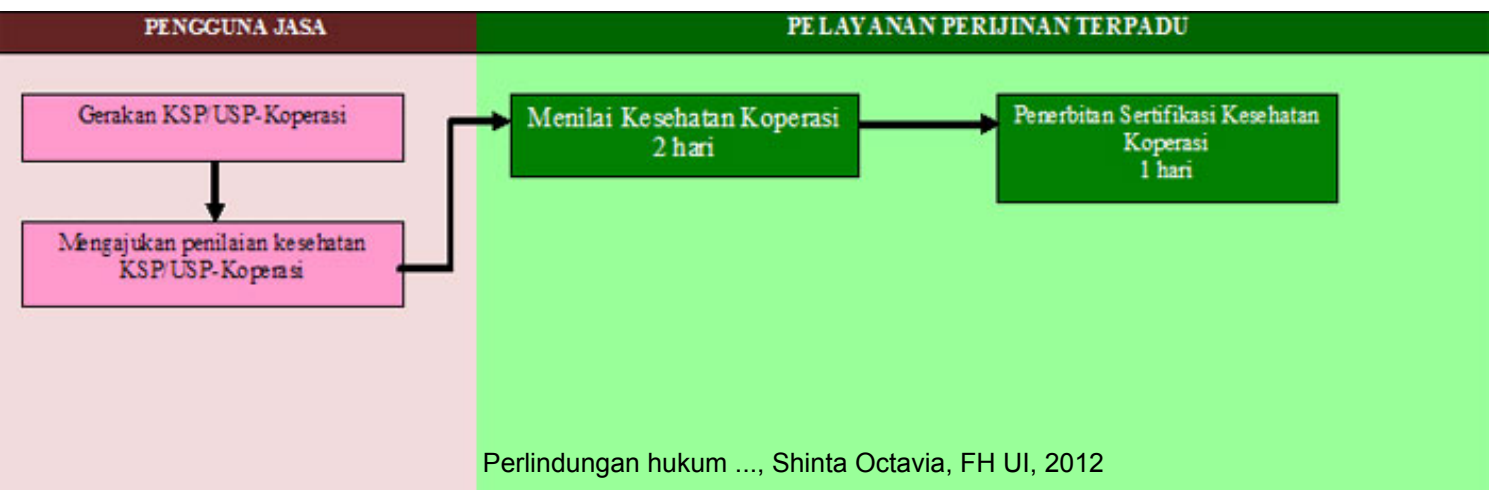 PENGGUNA JASA
PELAYANAN PERIJINAN TERPADU
Gerakan KSP/USP-Koperasi
Mengajukan penilaian kesehatan
KSP/USP-Koperasi
Menilai Kesehatan Koperasi
2 hari
Penerbitan Sertifikasi Kesehatan
Koperasi
1 hari
Perlindungan hukum ..., Shinta Octavia, FH UI, 2012